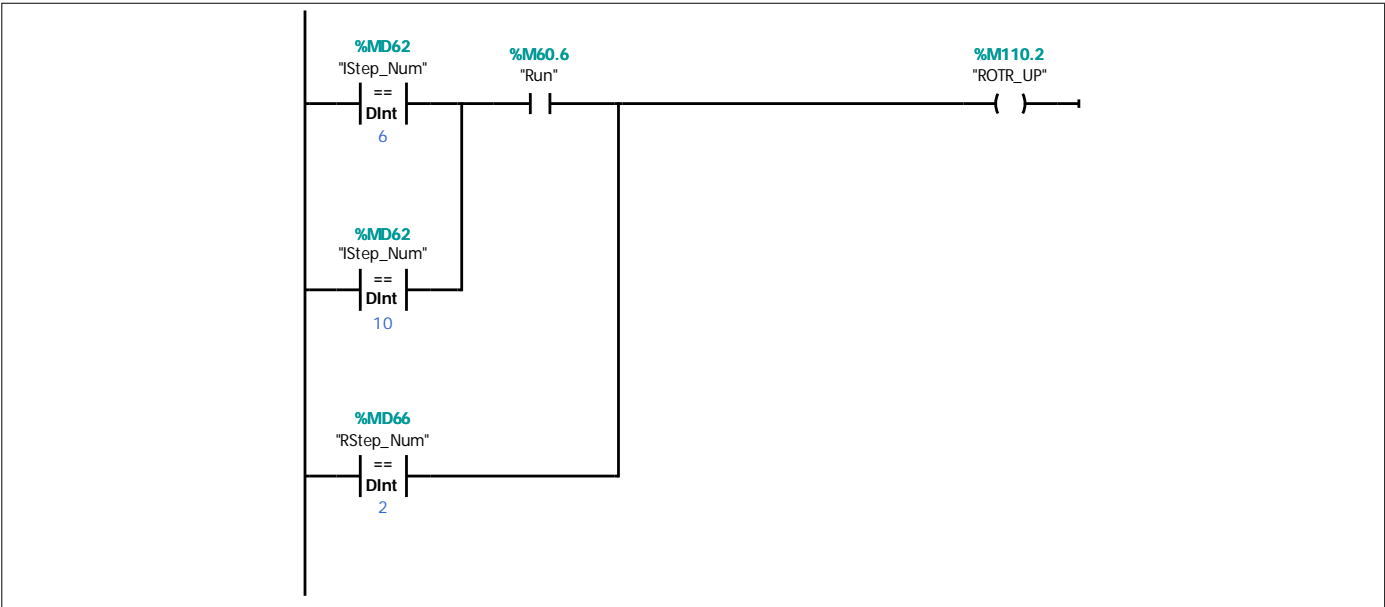 %MD62
"IStep_Num"
==
DInt
6
%M60.6
"Run"
%M110.2
"ROTR_UP"
%MD62
"IStep_Num"
==
DInt
10
%MD66
"RStep_Num"
==
DInt
2